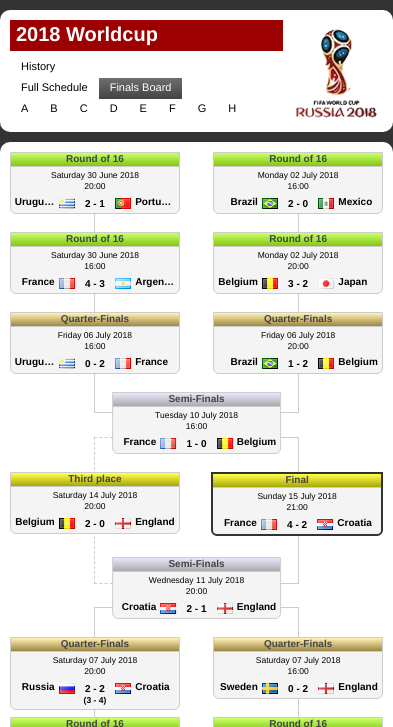 2018 Worldcup
History
Full Schedule Finals Board
A B C D E F G H
FIFA WORLD CUP
RUSSIA 2018
Round of 16
Saturday 30 June 2018
20:00
Urugu... 2 - 1 Portu...
Round of 16
Monday 02 July 2018
16:00
Brazil 2 - 0 Mexico
Round of 16
Saturday 30 June 2018
16:00
France 4 - 3 Argen...
Round of 16
Monday 02 July 2018
20:00
Belgium 3 - 2 Japan
Quarter-Finals
Friday 06 July 2018
16:00
Urugu... 0 - 2 France
Quarter-Finals
Friday 06 July 2018
20:00
Brazil 1 - 2 Belgium
Semi-Finals
Tuesday 10 July 2018
16:00
France 1 - 0 Belgium
Third place
Saturday 14 July 2018
20:00
Belgium 2 - 0 England
Final
Sunday 15 July 2018
21:00
France 4 - 2 Croatia
Semi-Finals
Wednesday 11 July 2018
20:00
Croatia 2 - 1 England
Quarter-Finals
Saturday 07 July 2018
20:00
Russia 2 - 2 Croatia
(3 - 4)
Quarter-Finals
Saturday 07 July 2018
16:00
Sweden 0 - 2 England
Round of 16
Round of 16